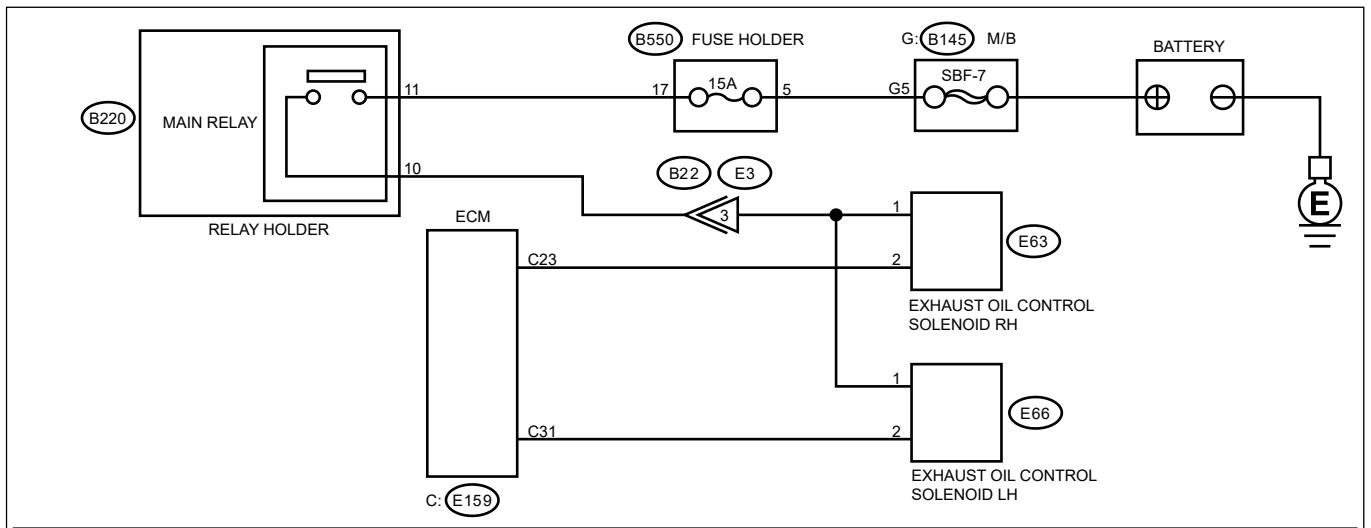 B550 FUSE HOLDER
G: B145 M/B
BATTERY
B220
MAIN RELAY
11
17
15A
5
G5
SBF-7
10
B22
E3
3
RELAY HOLDER
ECM
C23
C31
C: E159
1
2
E63
EXHAUST OIL CONTROL
SOLENOID RH
1
2
E66
EXHAUST OIL CONTROL
SOLENOID LH
E